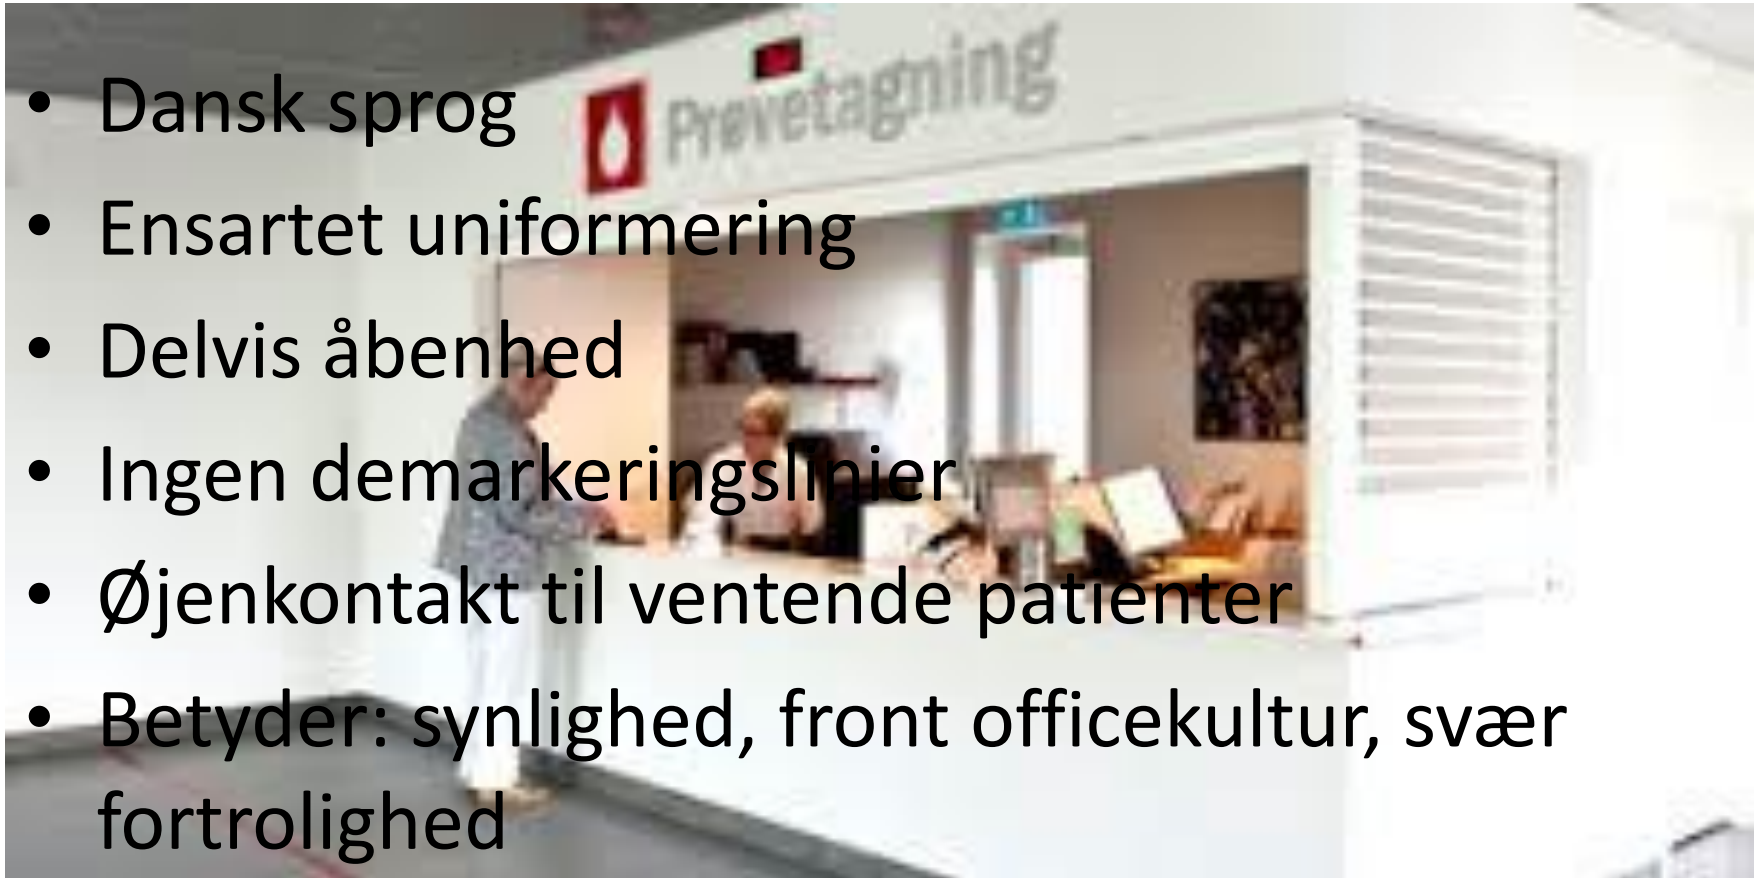 Prøvetagning
• Dansk sprog
• Ensartet uniformering
• Delvis åbenhed
• Ingen demarkeringslinier
• Øjenkontakt til ventende patienter
• Betyder: synlighed, front officekultur, svær
fortrolighed